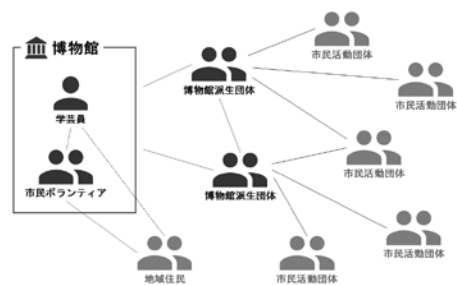 博物館
学芸員
市民ボランティア
地域住民
博物館派生団体
博物館派生団体
市民活動団体
市民活動団体
市民活動団体
市民活動団体
市民活動団体